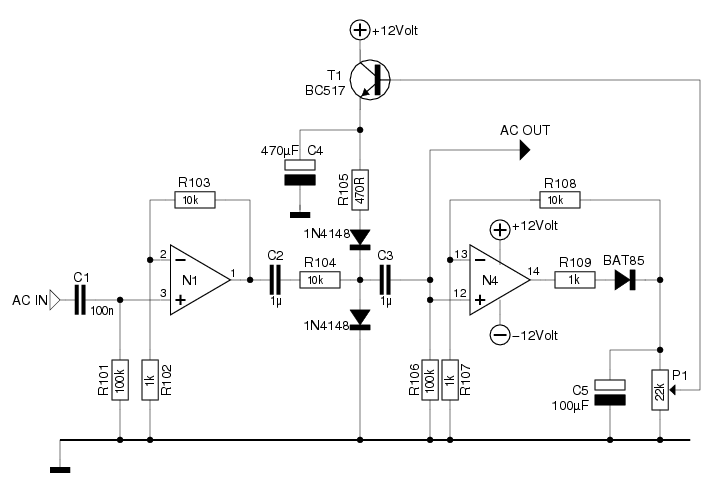 +12Volt
T1
BC517
AC OUT
470µF C4
R105
470R
R103
10k
R108
10k
1N4148
+12Volt
C2
R104
10k
C3
2
N1
1
13
N4
14
R109
1k
BAT85
C1
AC IN
3
100n
1µ
1µ
12
1N4148
−12Volt
R101
100k
1k
R102
R106
100k
1k
R107
C5
100µF
P1
22k